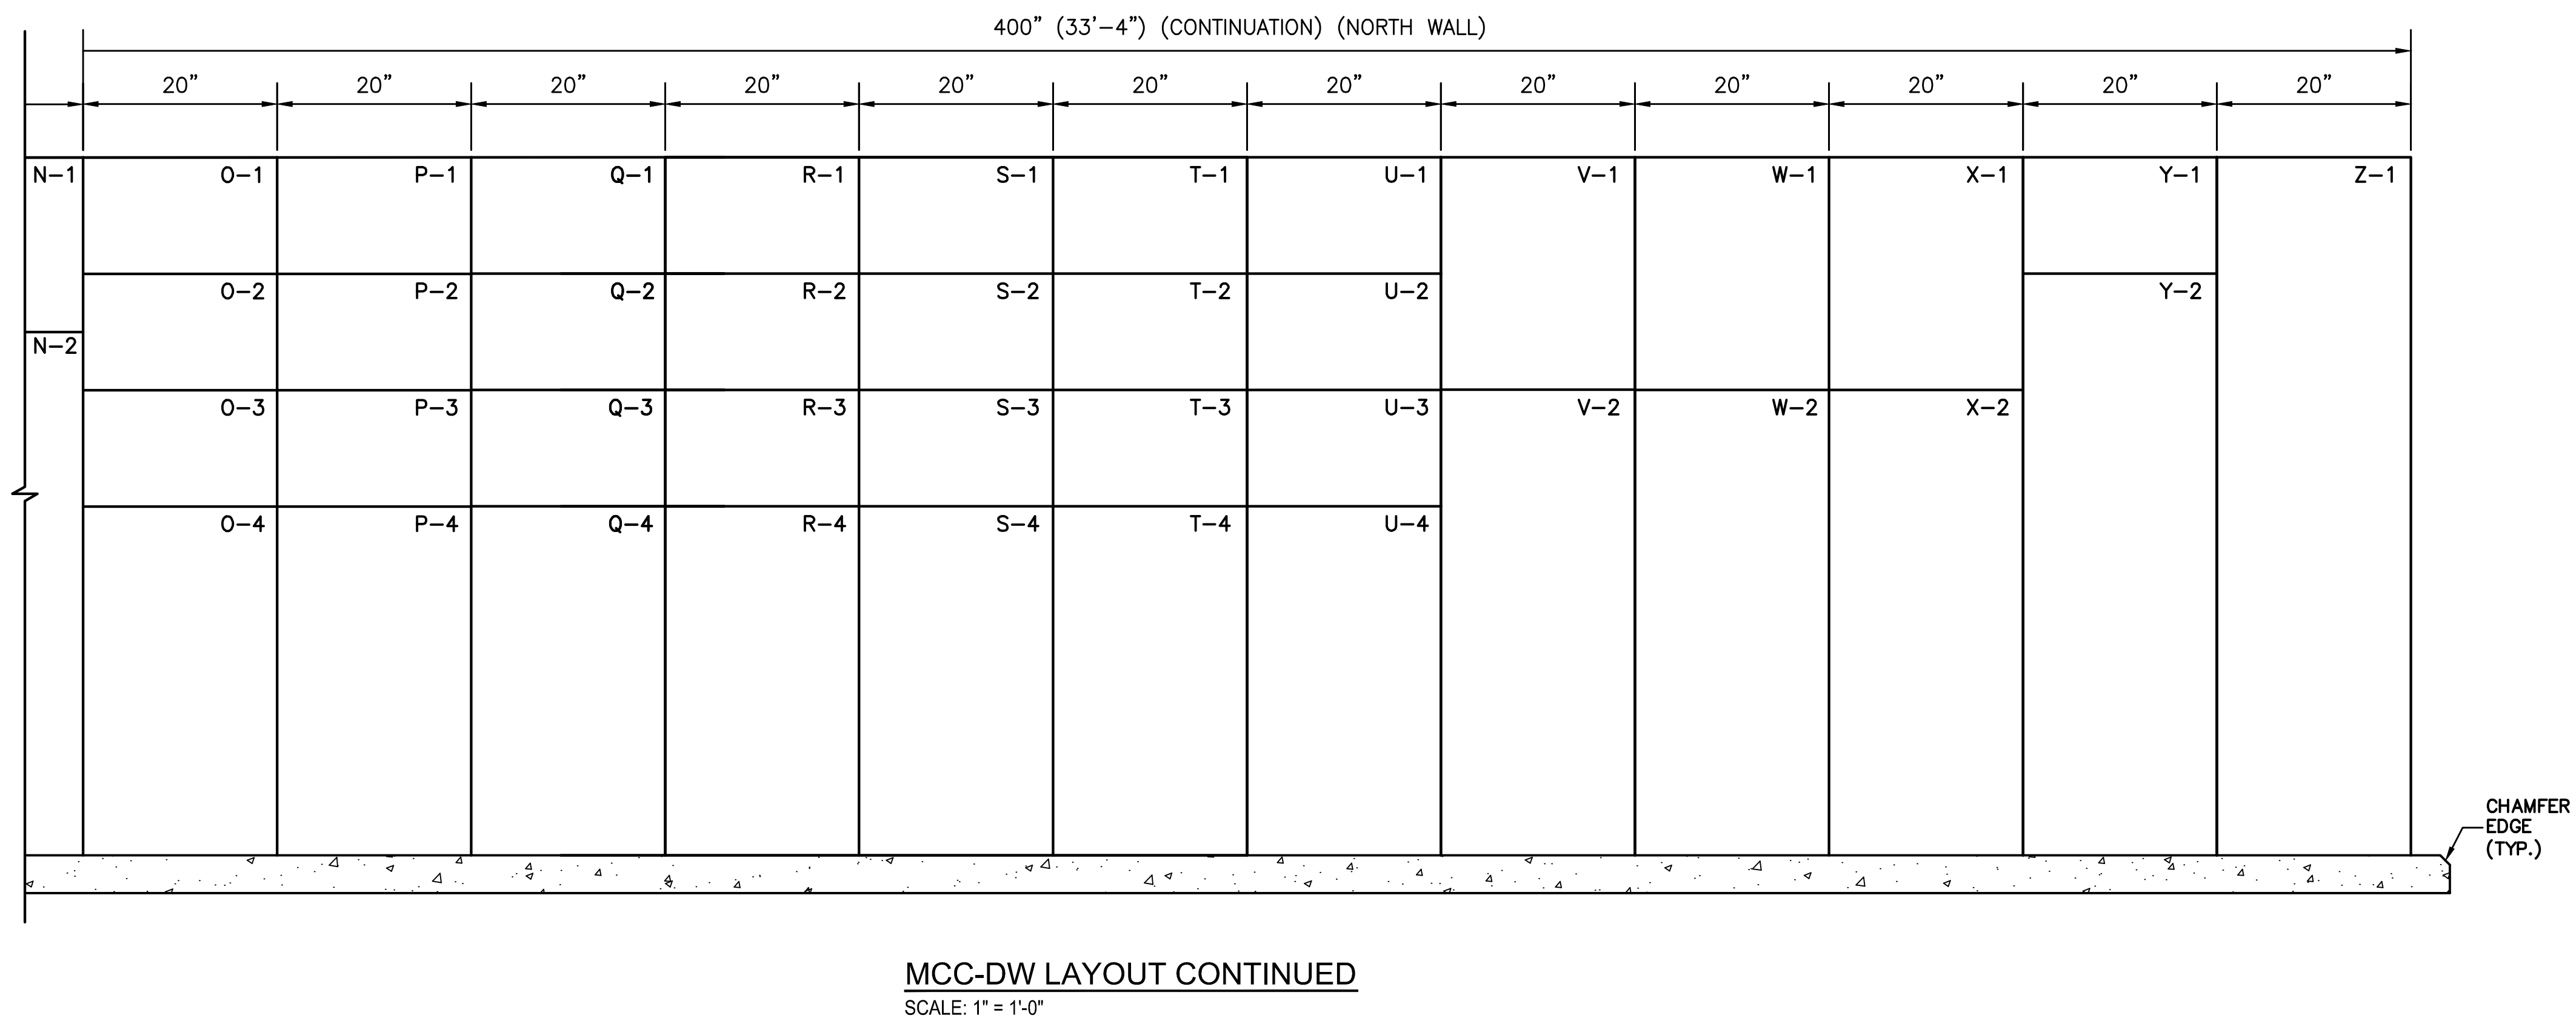 400” (33’–4”) (CONTINUATION) (NORTH WALL)
20” 20” 20” 20” 20” 20” 20” 20” 20” 20” 20” 20”
N–1 O–1 P–1 Q–1 R–1 S–1 T–1 U–1 V–1 W–1 X–1 Y–1 Z–1
O–2 P–2 Q–2 R–2 S–2 T–2 U–2 Y–2
N–2
O–3 P–3 Q–3 R–3 S–3 T–3 U–3 V–2 W–2 X–2
O–4 P–4 Q–4 R–4 S–4 T–4 U–4
CHAMFER
EDGE
(TYP.)
MCC-DW LAYOUT CONTINUED
SCALE: 1" = 1'-0"